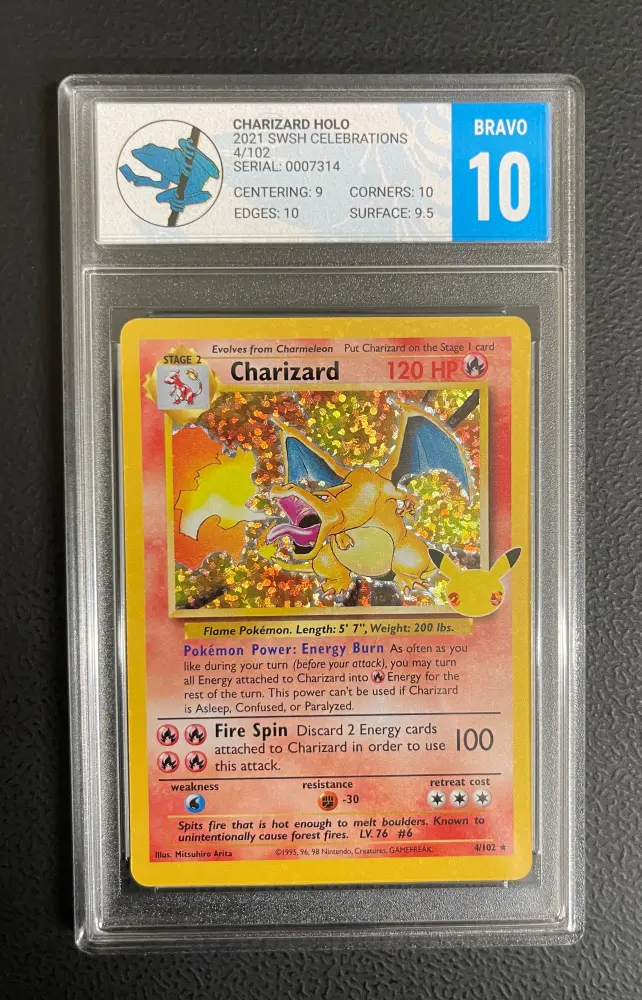 CHARIZARD HOLO
2021 SWSH CELEBRATIONS
4/102
SERIAL: 0007314
CENTERING: 9 CORNERS: 10
EDGES: 10 SURFACE: 9.5
BRAVO
10
Evolves from Charmeleon Put Charizard on the Stage 1 card
STAGE 2
Charizard 120 HP
Flame Pokémon. Length: 5' 7", Weight: 200 lbs.
Pokémon Power: Energy Burn As often as you
like during your turn (before your attack), you may turn
all Energy attached to Charizard into Energy for the
rest of the turn. This power can't be used if Charizard
is Asleep, Confused, or Paralyzed.
Fire Spin Discard 2 Energy cards
attached to Charizard in order to use
this attack.
100
weakness resistance retreat cost
-30
Spits fire that is hot enough to melt boulders. Known to
unintentionally cause forest fires. LV. 76 #6
Illus. Mitsuhiro Arita ©1995, 96, 98 Nintendo, Creatures, GAMEFREAK. 4/102 ★